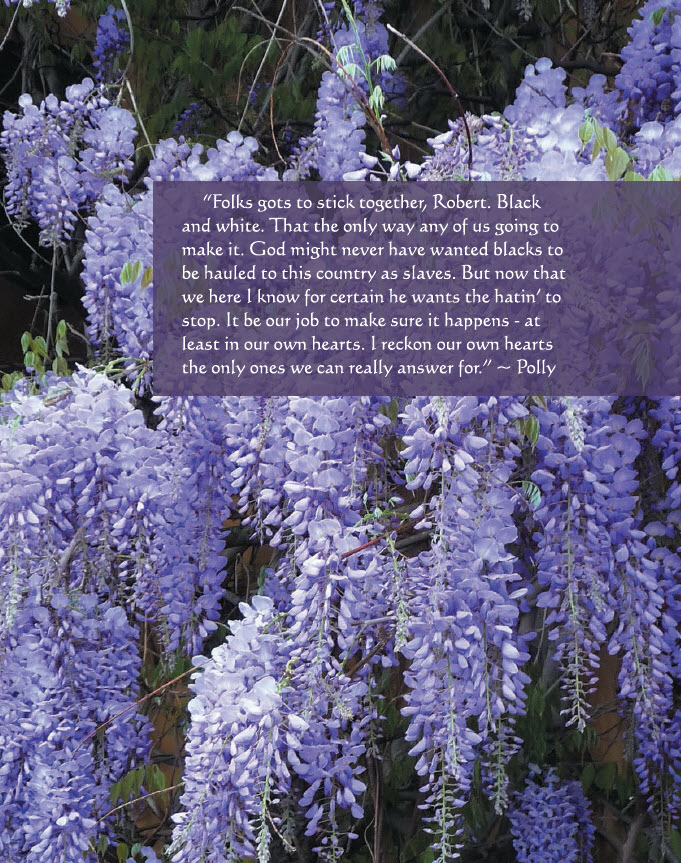 “Folks gots to stick together, Robert. Black
and white. That the only way any of us going to
make it. God might never have wanted blacks to
be hauled to this country as slaves. But now that
we here I know for certain he wants the hatin’ to
stop. It be our job to make sure it happens - at
least in our own hearts. I reckon our own hearts
the only ones we can really answer for.” ~ Polly